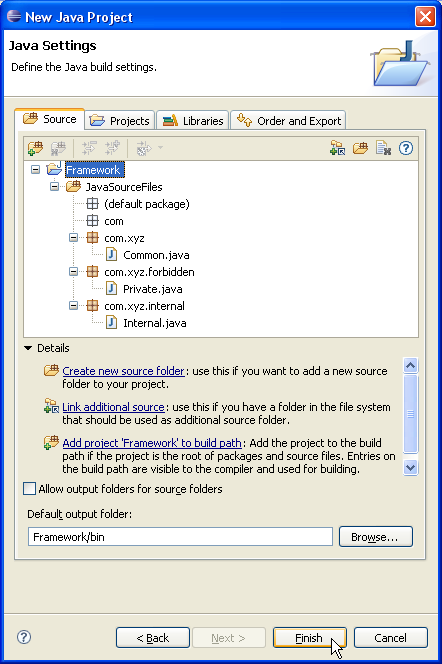 New Java Project
Java Settings
Define the Java build settings.
Source
Projects
Libraries
Order and Export
Framework
JavaSourceFiles
(default package)
com
com.xyz
Common.java
com.xyz.forbidden
Private.java
com.xyz.internal
Internal.java
Details
Create new source folder: use this if you want to add a new source
folder to your project.
Link additional source: use this if you have a folder in the file system
that should be used as additional source folder.
Add project 'Framework' to build path: Add the project to the build
path if the project is the root of packages and source files. Entries on
the build path are visible to the compiler and used for building.
Allow output folders for source folders
Default output folder:
Framework/bin
Browse...
< Back
Next >
Finish
Cancel